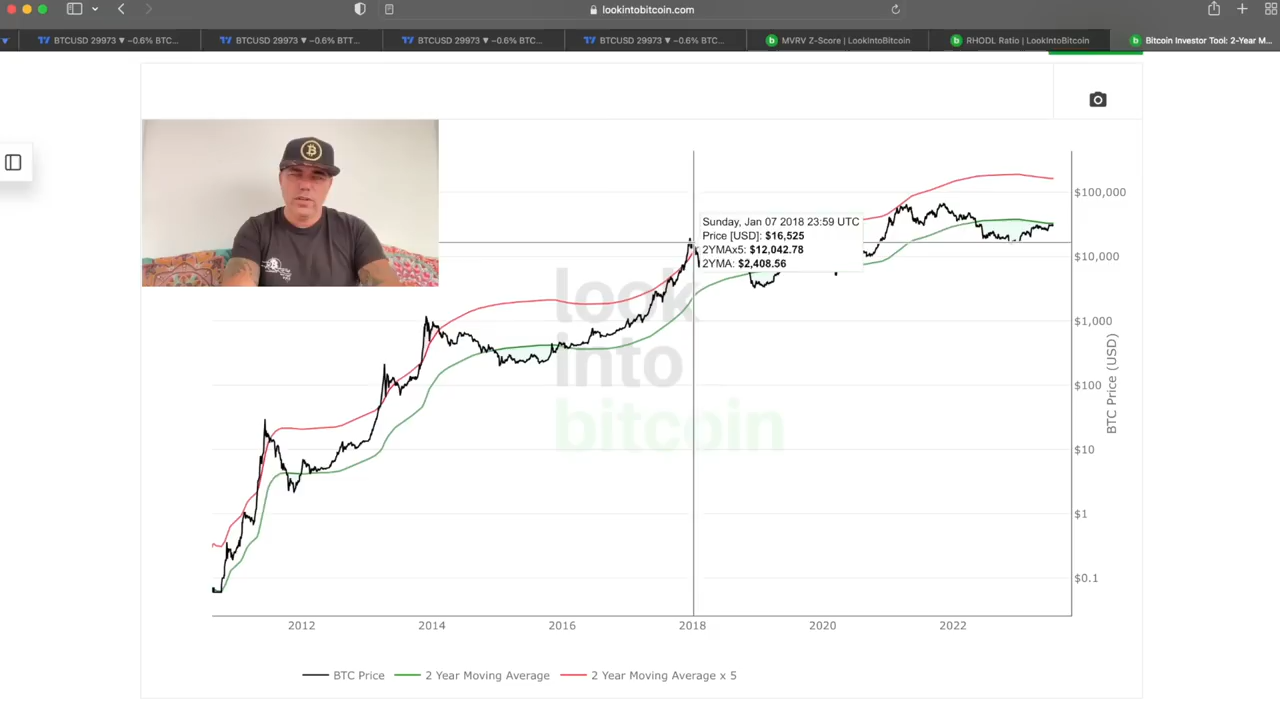 lookintobitcoin.com
BTCUSD 29973 ▼ −0.6% BTC...
BTCUSD 29973 ▼ −0.6% BTT...
BTCUSD 29973 ▼ −0.6% BTC...
BTCUSD 29973 ▼ −0.6% BTC...
MVRV Z-Score | LookIntoBitcoin
RHODL Ratio | LookIntoBitcoin
Bitcoin Investor Tool: 2-Year M...
look
into
bitcoin
Sunday, Jan 07 2018 23:59 UTC
Price [USD]: $16,525
2YMAx5: $12,042.78
2YMA: $2,408.56
$100,000
$10,000
$1,000
$100
$10
$1
$0.1
BTC Price (USD)
2012
2014
2016
2018
2020
2022
BTC Price
2 Year Moving Average
2 Year Moving Average x 5